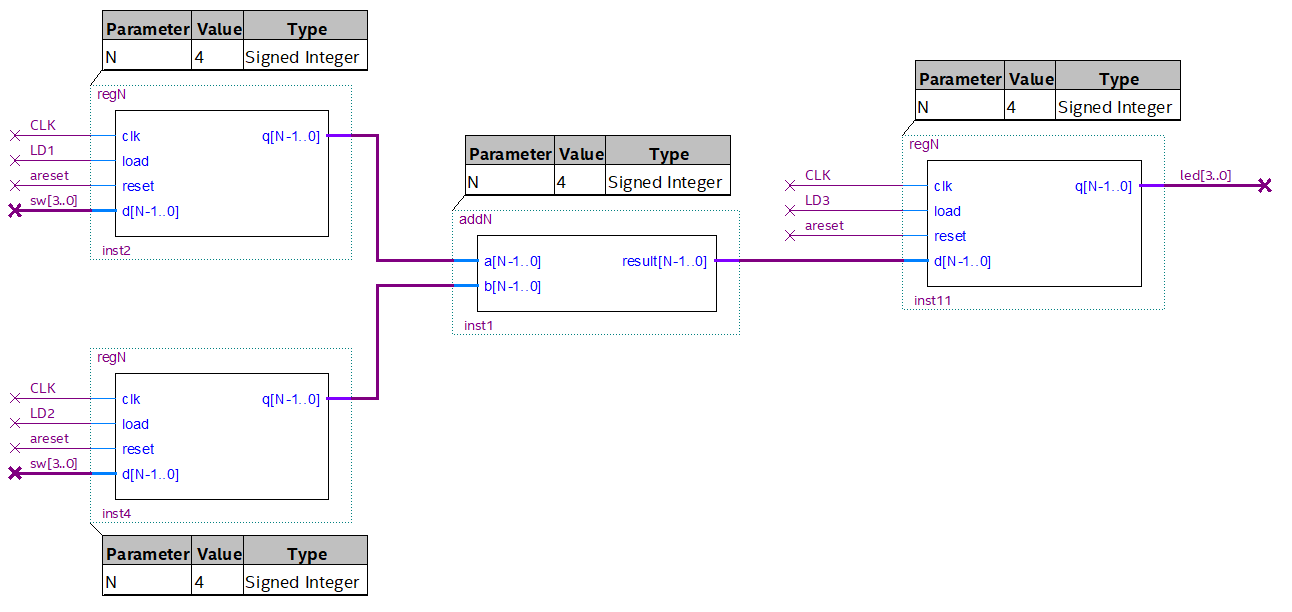 Parameter Value Type
N 4 Signed Integer
regN
CLK clk q[N-1..0]
LD1 load
areset reset
sw[3..0] d[N-1..0]
inst2
Parameter Value Type
N 4 Signed Integer
addN
a[N-1..0] result[N-1..0]
b[N-1..0]
inst1
Parameter Value Type
N 4 Signed Integer
regN
CLK clk q[N-1..0] led[3..0]
LD3 load
areset reset
d[N-1..0]
inst11
regN
CLK clk q[N-1..0]
LD2 load
areset reset
sw[3..0] d[N-1..0]
inst4
Parameter Value Type
N 4 Signed Integer